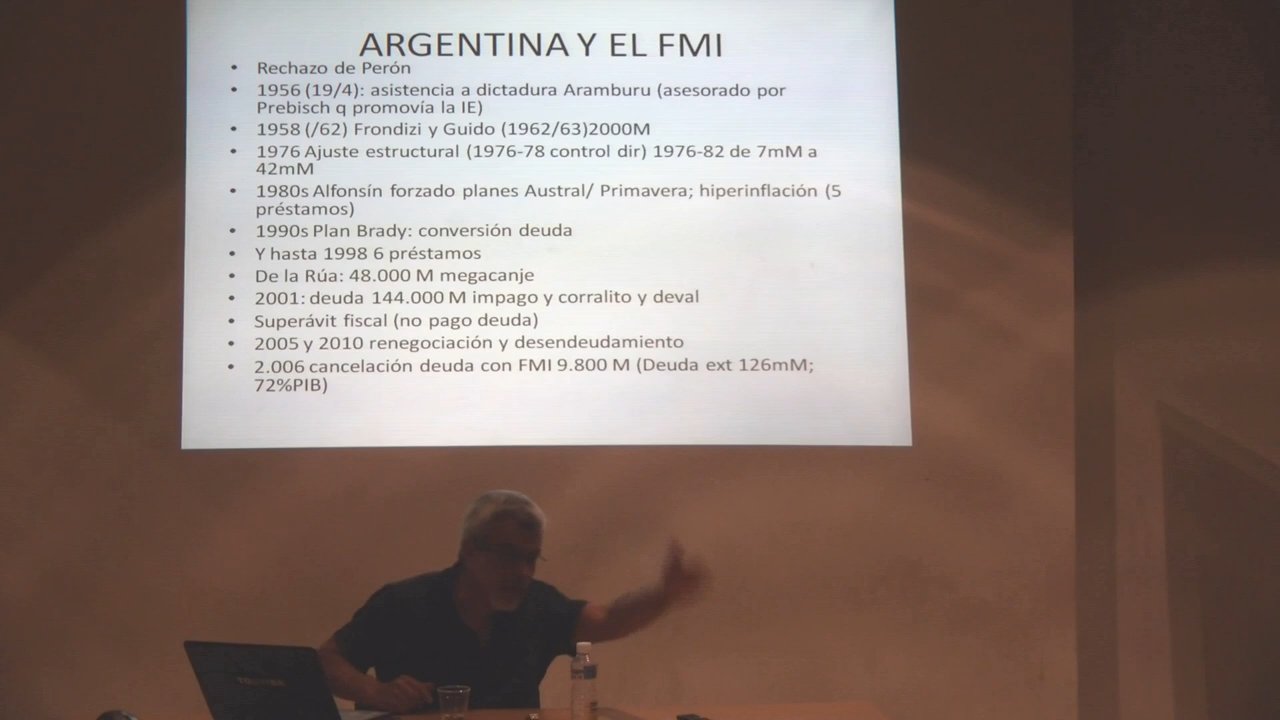 ARGENTINA Y EL FMI
• Rechazo de Perón
• 1956 (19/4): asistencia a dictadura Aramburu (asesorado por
Prebisch q promovía la IE)
• 1958 (/62) Frondizi y Guido (1962/63)2000M
• 1976 Ajuste estructural (1976-78 control dir) 1976-82 de 7mM a
42mM
• 1980s Alfonsín forzado planes Austral/ Primavera; hiperinflación (5
préstamos)
• 1990s Plan Brady: conversión deuda
• Y hasta 1998 6 préstamos
• De la Rúa: 48.000 M megacanje
• 2001: deuda 144.000 M impago y corralito y deval
• Superávit fiscal (no pago deuda)
• 2005 y 2010 renegociación y desendeudamiento
• 2.006 cancelación deuda con FMI 9.800 M (Deuda ext 126mM;
72%PIB)
TOSHIBA